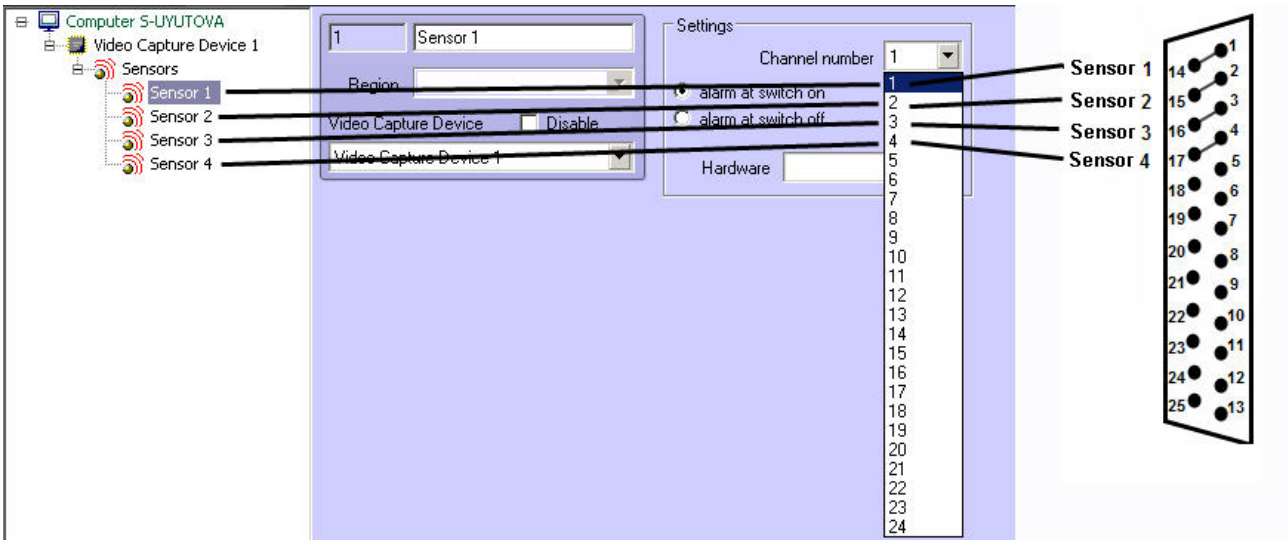 Computer S-UYUTOVA
Video Capture Device 1
Sensors
Sensor 1
Sensor 2
Sensor 3
Sensor 4
1 Sensor 1
Region
Video Capture Device Disable
Video Capture Device 1
Settings
Channel number 1
alarm at switch on
alarm at switch off
Hardware
1
2
3
4
5
6
7
8
9
10
11
12
13
14
15
16
17
18
19
20
21
22
23
24
Sensor 1
Sensor 2
Sensor 3
Sensor 4
1
14
2
15
3
16
4
17
5
18
6
19
7
20
8
21
9
22
10
23
11
24
12
25
13